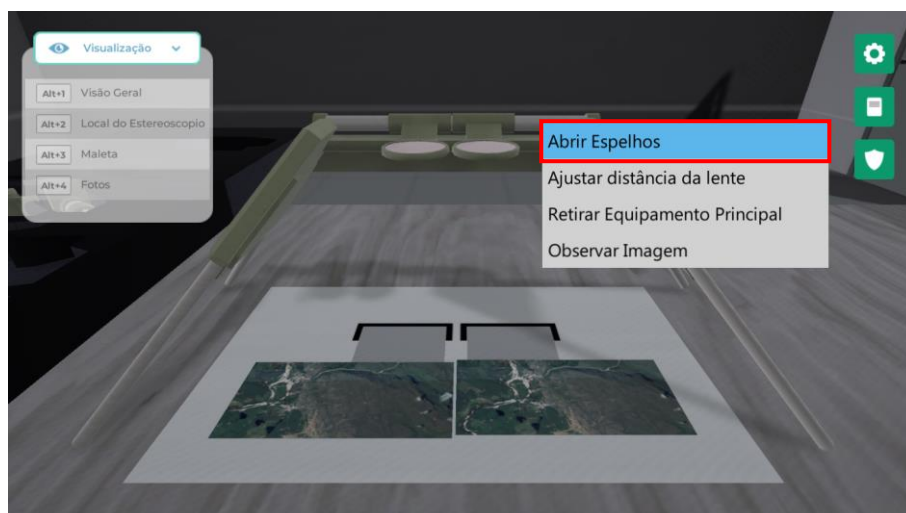 Visualização
Alt+1 Visão Geral
Alt+2 Local do Estereoscopio
Alt+3 Maleta
Alt+4 Fotos
Abrir Espelhos
Ajustar distância da lente
Retirar Equipamento Principal
Observar Imagem